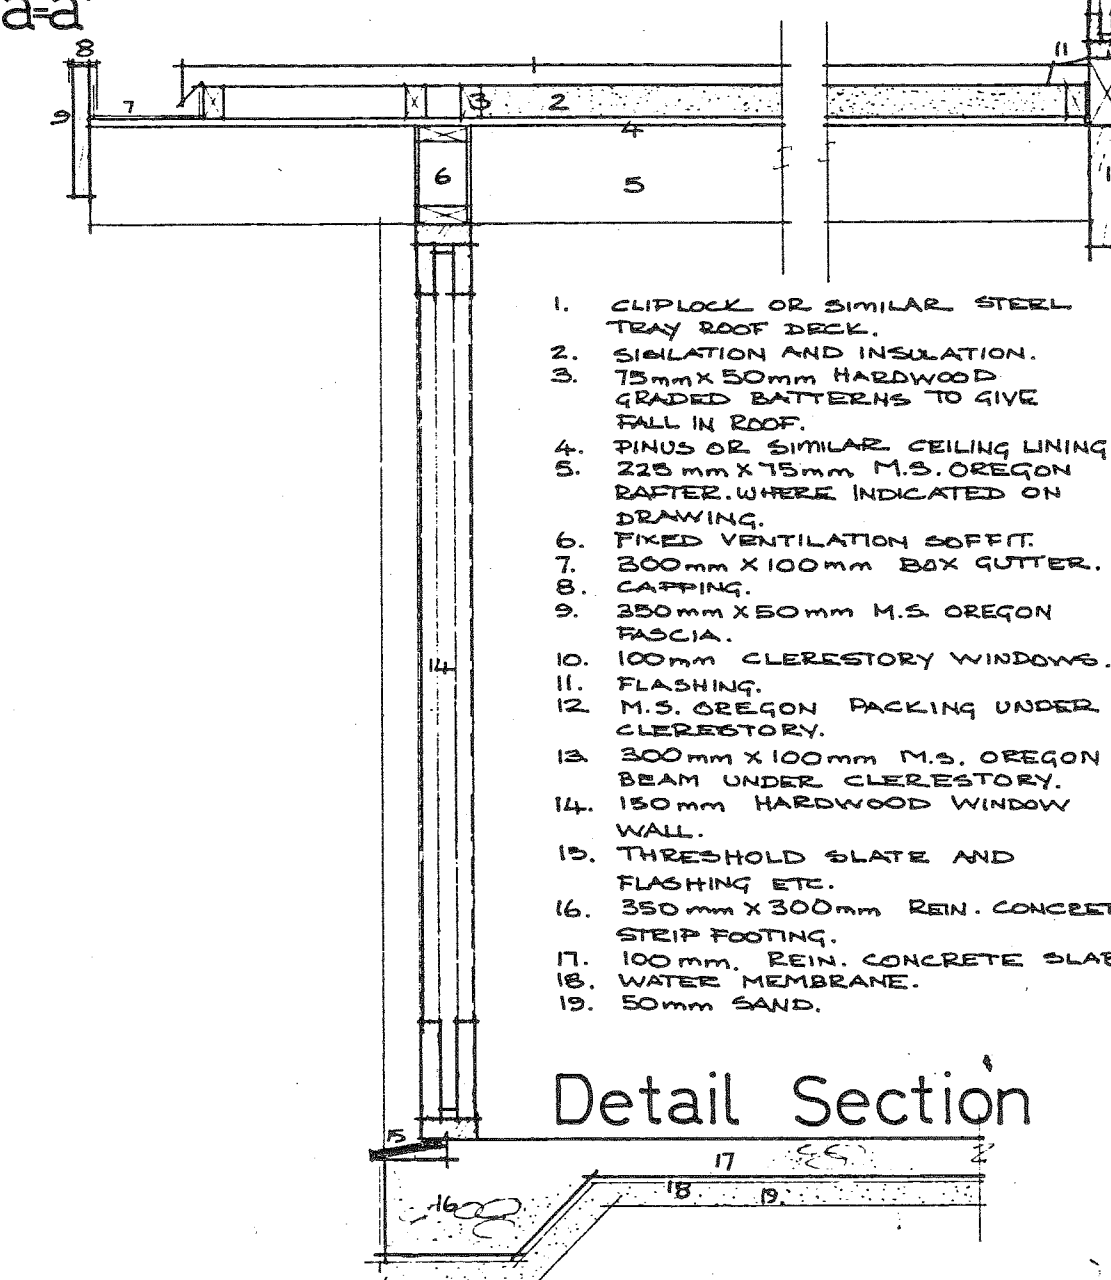 a-a'
8
11
7
3
2
9
4
6
5
1. CLIPLOCK OR SIMILAR STEEL
TRAY ROOF DECK.
2. SISILATION AND INSULATION.
3. 75mm X 50mm HARDWOOD
GRADED BATTERNS TO GIVE
FALL IN ROOF.
4. PINUS OR SIMILAR CEILING LINING
5. 225 mm X 75mm M.S. OREGON
RAFTER. WHERE INDICATED ON
DRAWING.
6. FIXED VENTILATION SOFFIT.
7. 300mm X 100mm BOX GUTTER.
8. CAPPING.
9. 350mm X 50mm M.S. OREGON
FASCIA.
10. 100mm CLERESTORY WINDOWS.
11. FLASHING.
12 M.S. OREGON PACKING UNDER
CLERESTORY.
13 300mm X 100mm M.S. OREGON
BEAM UNDER CLERESTORY.
14. 150mm HARDWOOD WINDOW
WALL.
15. THRESHOLD SLATE AND
FLASHING ETC.
16. 350mm X 300mm REIN. CONCRET
STRIP FOOTING.
17. 100mm. REIN. CONCRETE SLAB
18. WATER MEMBRANE.
19. 50mm SAND.
14
Detail Section
15
17
18 19.
16